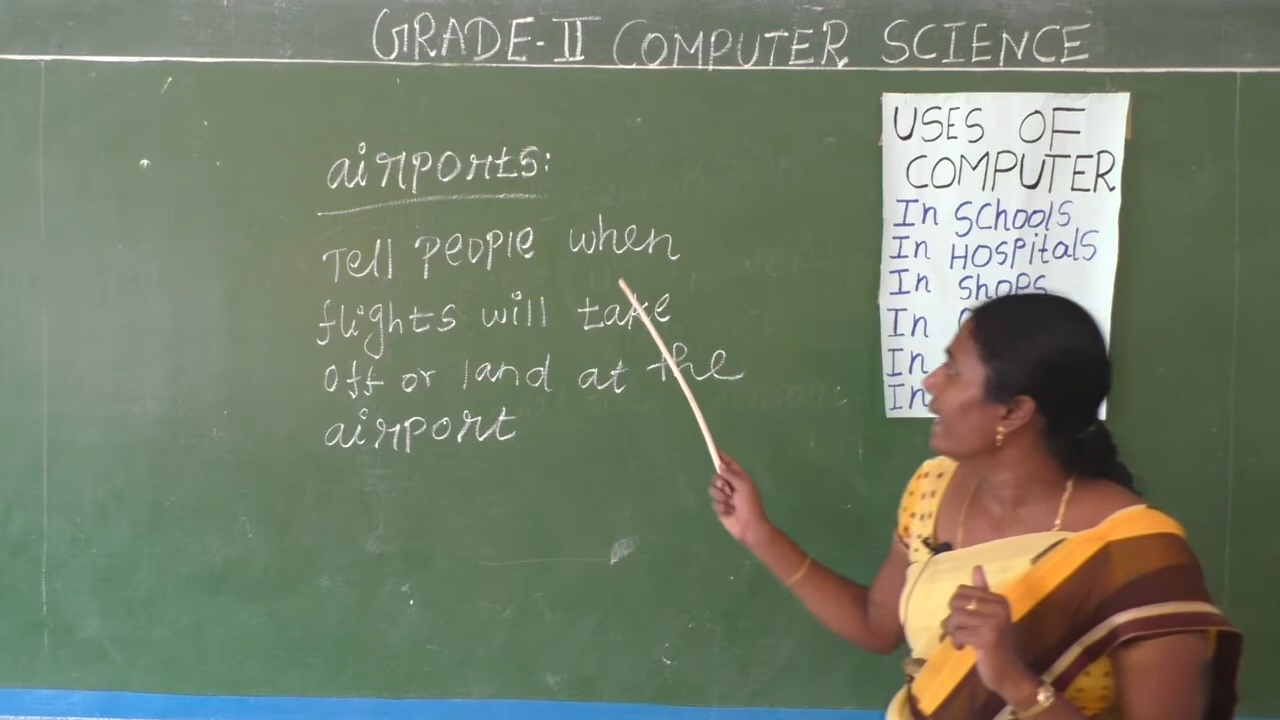 GRADE-II COMPUTER SCIENCE
airports:
Tell people when
flights will take
off or land at the
airport
USES OF
COMPUTER
In Schools
In Hospitals
In Shops
In
In
In